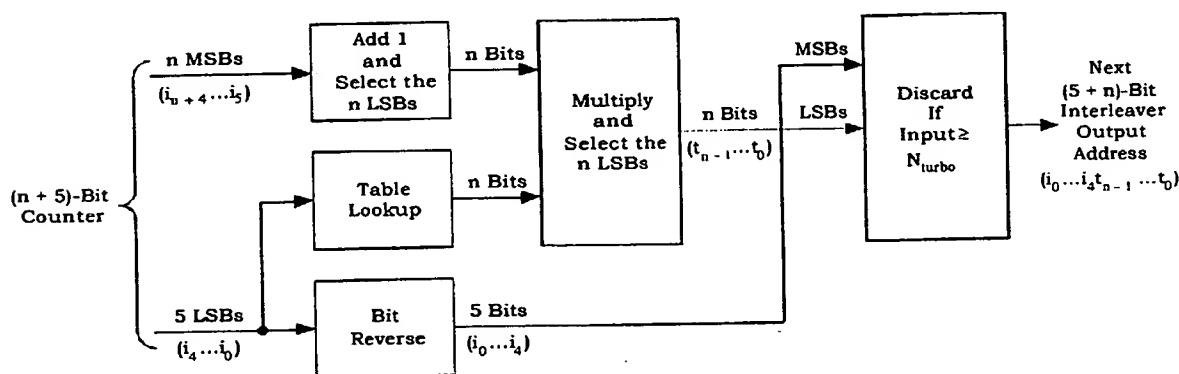 (n + 5)-Bit
Counter
n MSBs
(i_{n + 4}...i_5)
Add 1
and
Select the
n LSBs
n Bits
Table
Lookup
n Bits
5 LSBs
(i_4...i_0)
Bit
Reverse
5 Bits
(i_0...i_4)
Multiply
and
Select the
n LSBs
n Bits
(t_{n - 1}...t_0)
MSBs
LSBs
Discard
If
Input ≥
N_{turbo}
Next
(5 + n)-Bit
Interleaver
Output
Address
(i_0...i_4t_{n - 1} ...t_0)